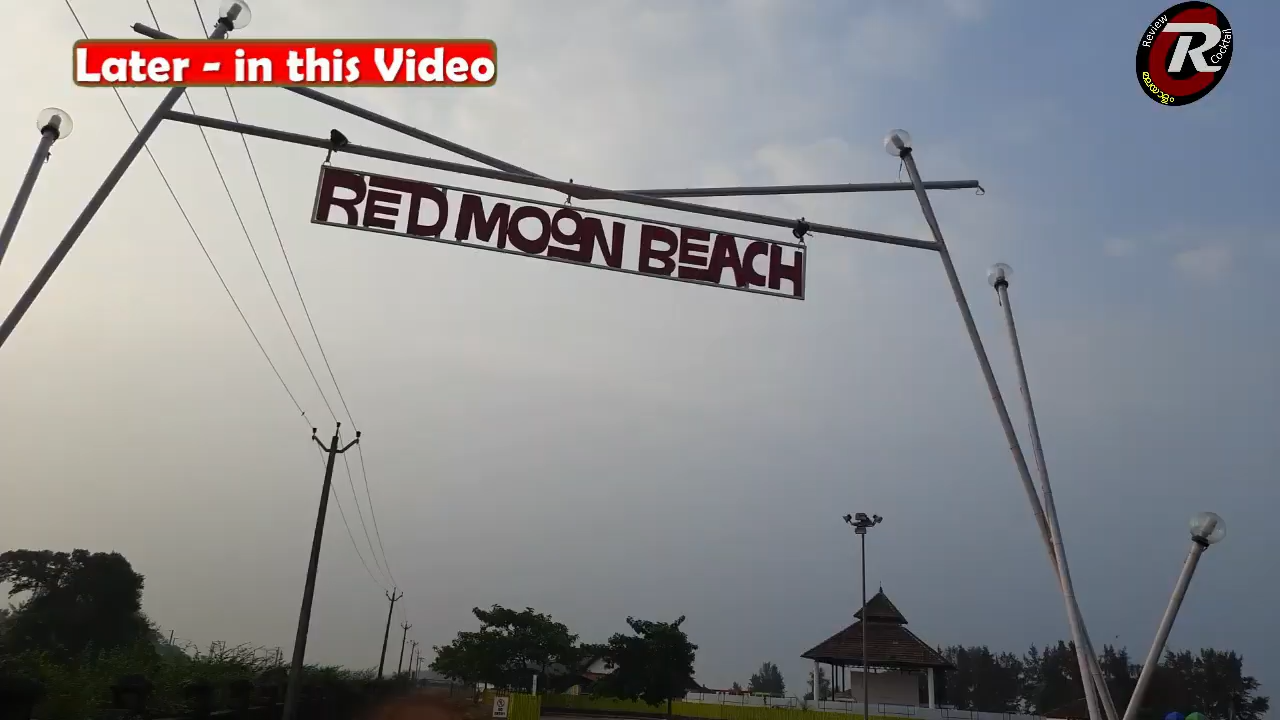 Later - in this Video
Review
R
Cocktail
RED MOON BEACH